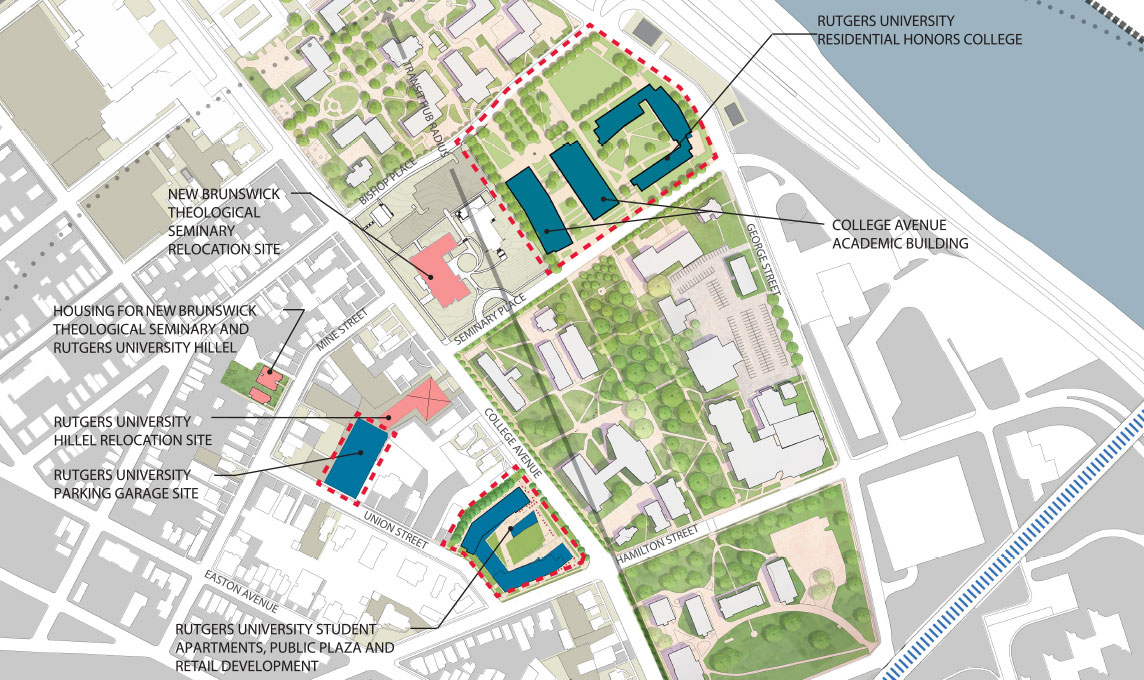 RUTGERS UNIVERSITY
RESIDENTIAL HONORS COLLEGE
TRANSIT HUB RADIUS
BISHOP PLACE
NEW BRUNSWICK
THEOLOGICAL
SEMINARY
RELOCATION SITE
COLLEGE AVENUE
ACADEMIC BUILDING
GEORGE STREET
HOUSING FOR NEW BRUNSWICK
THEOLOGICAL SEMINARY AND
RUTGERS UNIVERSITY HILLEL
MINE STREET
SEMINARY PLACE
RUTGERS UNIVERSITY
HILLEL RELOCATION SITE
COLLEGE AVENUE
RUTGERS UNIVERSITY
PARKING GARAGE SITE
UNION STREET
HAMILTON STREET
EASTON AVENUE
RUTGERS UNIVERSITY STUDENT
APARTMENTS, PUBLIC PLAZA AND
RETAIL DEVELOPMENT